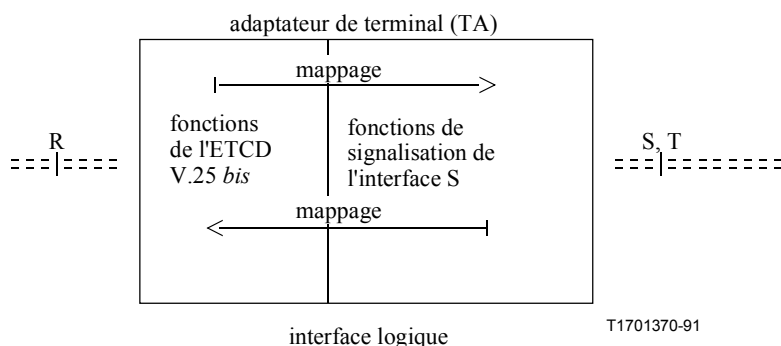 adaptateur de terminal (TA)
mappage
R
fonctions
de l'ETCD
V.25 bis
fonctions de
signalisation de
l'interface S
S, T
mappage
interface logique
T1701370-91